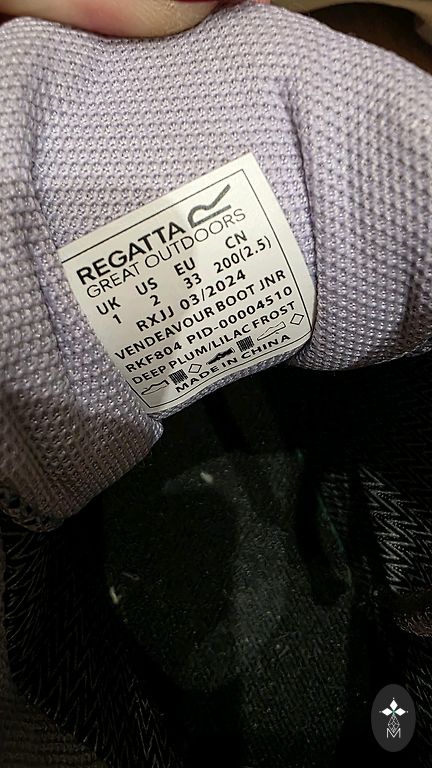 REGATTA
GREAT OUTDOORS
UK US EU CN
1 2 33 200(2.5)
RXJJ 03/2024
VENDEAVOUR BOOT JNR
RKF804 PID-00004510
DEEP PLUM/LILAC FROST
MADE IN CHINA
M